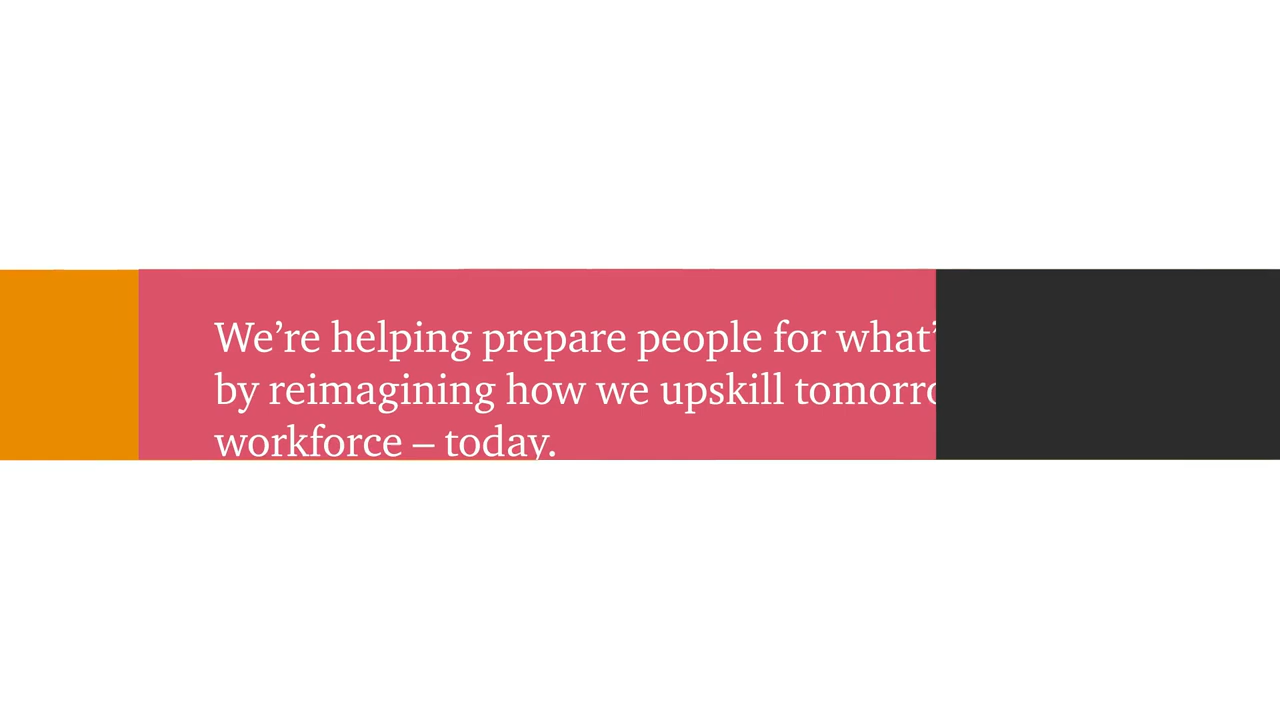 We’re helping prepare people for what’
by reimagining how we upskill
workforce – today.